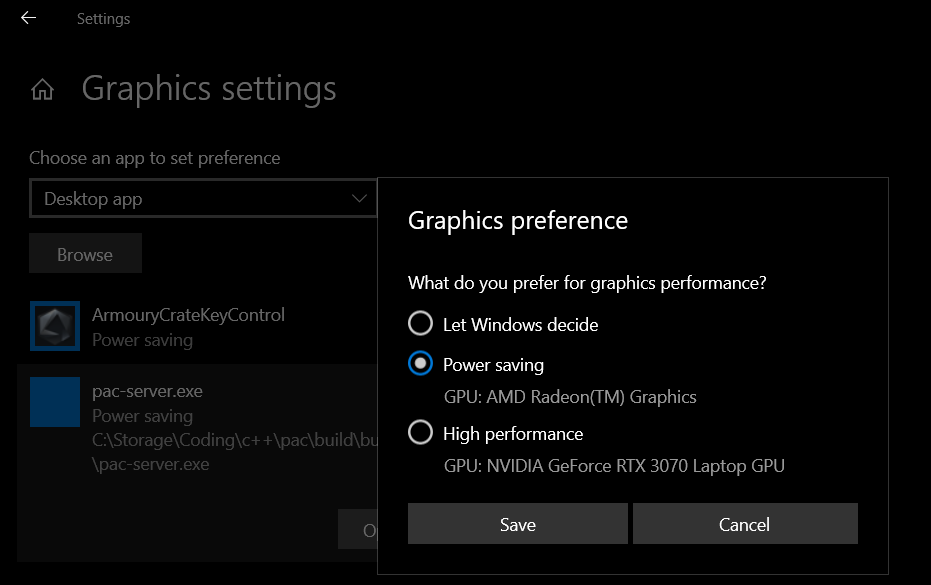 Settings
Graphics settings
Choose an app to set preference
Desktop app
Browse
ArmouryCrateKeyControl
Power saving
pac-server.exe
Power saving
C:\Storage\Coding\c++\pac\build\bu
\pac-server.exe
O
Graphics preference
What do you prefer for graphics performance?
Let Windows decide
Power saving
GPU: AMD Radeon(TM) Graphics
High performance
GPU: NVIDIA GeForce RTX 3070 Laptop GPU
Save
Cancel